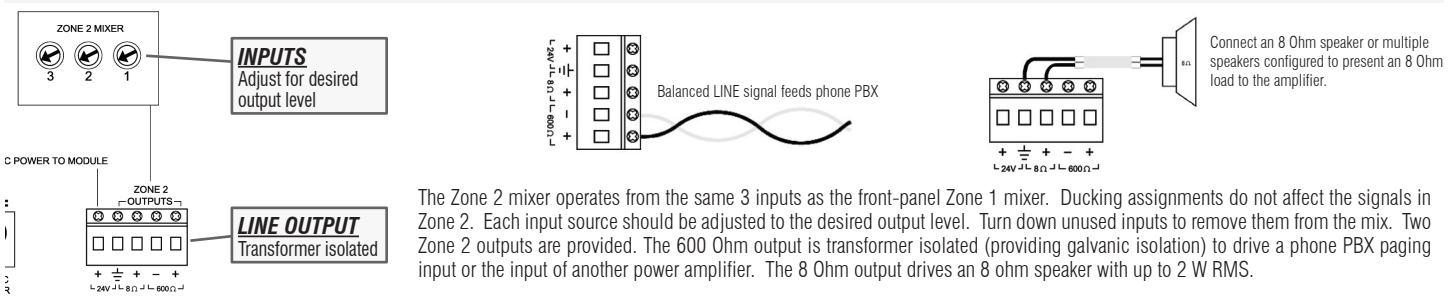 ZONE 2 MIXER
3 2 1
INPUTS
Adjust for desired
output level
C POWER TO MODULE
ZONE 2
OUTPUTS
+ ⏚ + – +
24V 8Ω 600Ω
LINE OUTPUT
Transformer isolated
24V 8Ω 600Ω
+ ⏚ + – +
Balanced LINE signal feeds phone PBX
8Ω
Connect an 8 Ohm speaker or multiple
speakers configured to present an 8 Ohm
load to the amplifier.
+ ⏚ + – +
24V 8Ω 600Ω
The Zone 2 mixer operates from the same 3 inputs as the front-panel Zone 1 mixer. Ducking assignments do not affect the signals in
Zone 2. Each input source should be adjusted to the desired output level. Turn down unused inputs to remove them from the mix. Two
Zone 2 outputs are provided. The 600 Ohm output is transformer isolated (providing galvanic isolation) to drive a phone PBX paging
input or the input of another power amplifier. The 8 Ohm output drives an 8 ohm speaker with up to 2 W RMS.